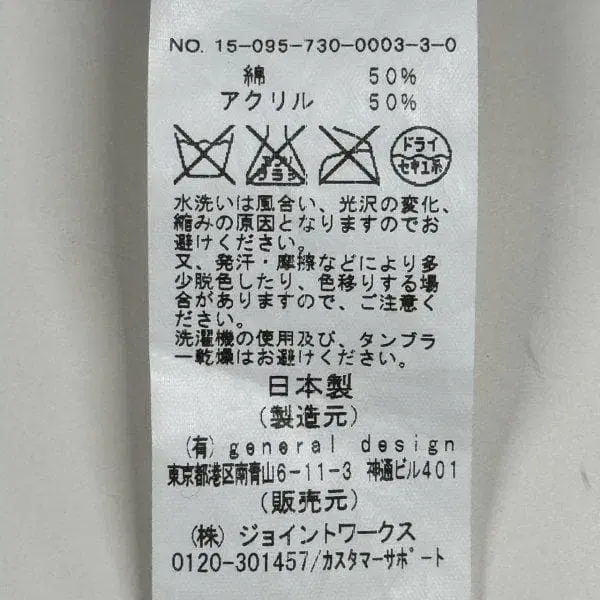 NO. 15-095-730-0003-3-0
綿 50%
アクリル 50%
エンソ
サラシ
ドライ
セキユ系
水洗いは風合い、光沢の変化、
縮みの原因となりますのでお
避けください。
又、発汗・摩擦などにより多
少脱色したり、色移りする場
合がありますので、ご注意く
ださい。
洗濯機の使用及び、タンブラ
ー乾燥はお避けください。
日本製
(製造元)
(有) general design
東京都港区南青山6-11-3 神通ビル401
(販売元)
(株) ジョイントワークス
0120-301457/カスタマーサポート